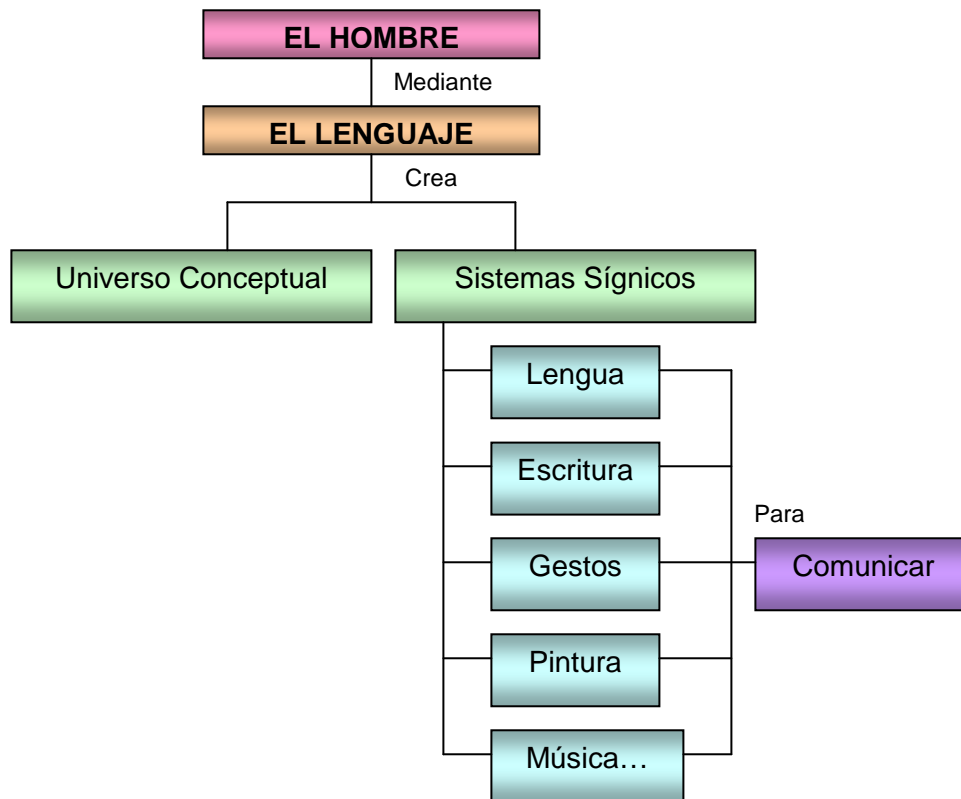 EL HOMBRE
Mediante
EL LENGUAJE
Crea
Universo Conceptual
Sistemas Sígnicos
Lengua
Escritura
Para
Gestos
Comunicar
Pintura
Música…